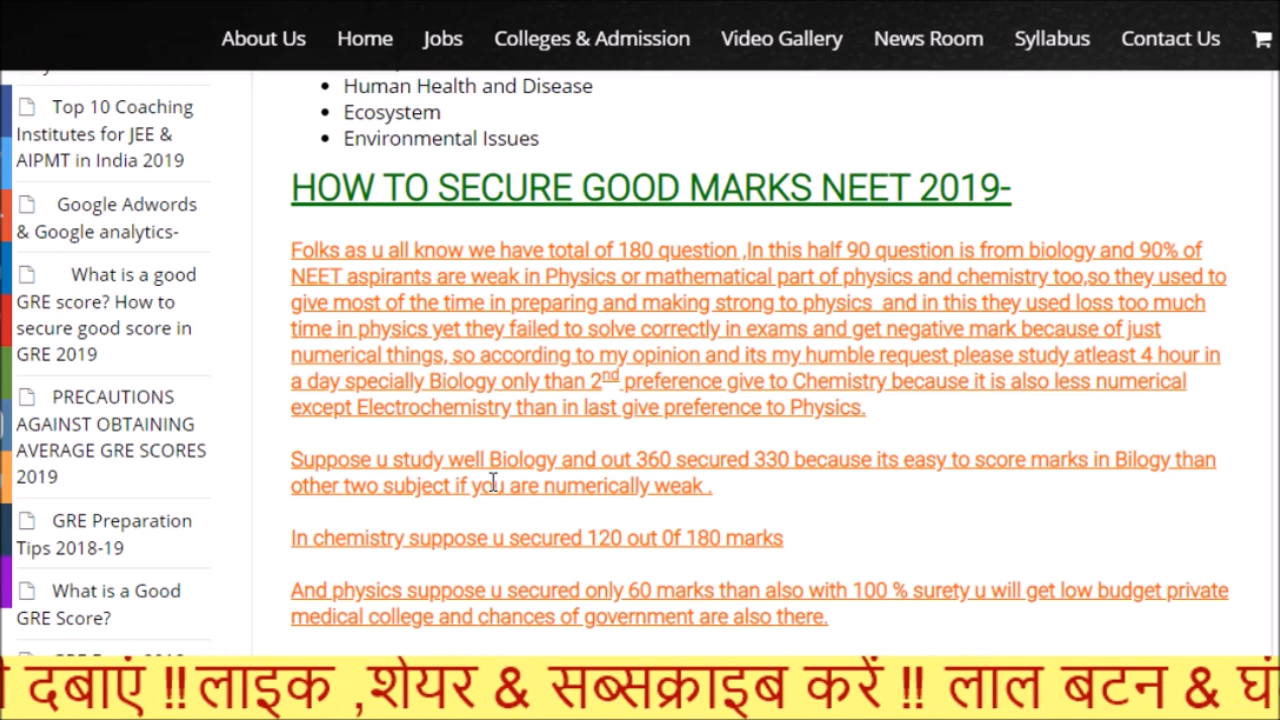 About Us Home Jobs Colleges & Admission Video Gallery News Room Syllabus Contact Us
Top 10 Coaching
Institutes for JEE &
AIPMT in India 2019
Google Adwords
& Google analytics-
What is a good
GRE score? How to
secure good score in
GRE 2019
PRECAUTIONS
AGAINST OBTAINING
AVERAGE GRE SCORES
2019
GRE Preparation
Tips 2018-19
What is a Good
GRE Score?
Human Health and Disease
Ecosystem
Environmental Issues
HOW TO SECURE GOOD MARKS NEET 2019-
Folks as u all know we have total of 180 question ,In this half 90 question is from biology and 90% of
NEET aspirants are weak in Physics or mathematical part of physics and chemistry too,so they used to
give most of the time in preparing and making strong to physics and in this they used loss too much
time in physics yet they failed to solve correctly in exams and get negative mark because of just
numerical things, so according to my opinion and its my humble request please study atleast 4 hour in
a day specially Biology only than 2nd preference give to Chemistry because it is also less numerical
except Electrochemistry than in last give preference to Physics.
Suppose u study well Biology and out 360 secured 330 because its easy to score marks in Bilogy than
other two subject if you are numerically weak .
In chemistry suppose u secured 120 out 0f 180 marks
And physics suppose u secured only 60 marks than also with 100 % surety u will get low budget private
medical college and chances of government are also there.
दबाएं !! लाइक ,शेयर & सब्सक्राइब करें !! लाल बटन & घं